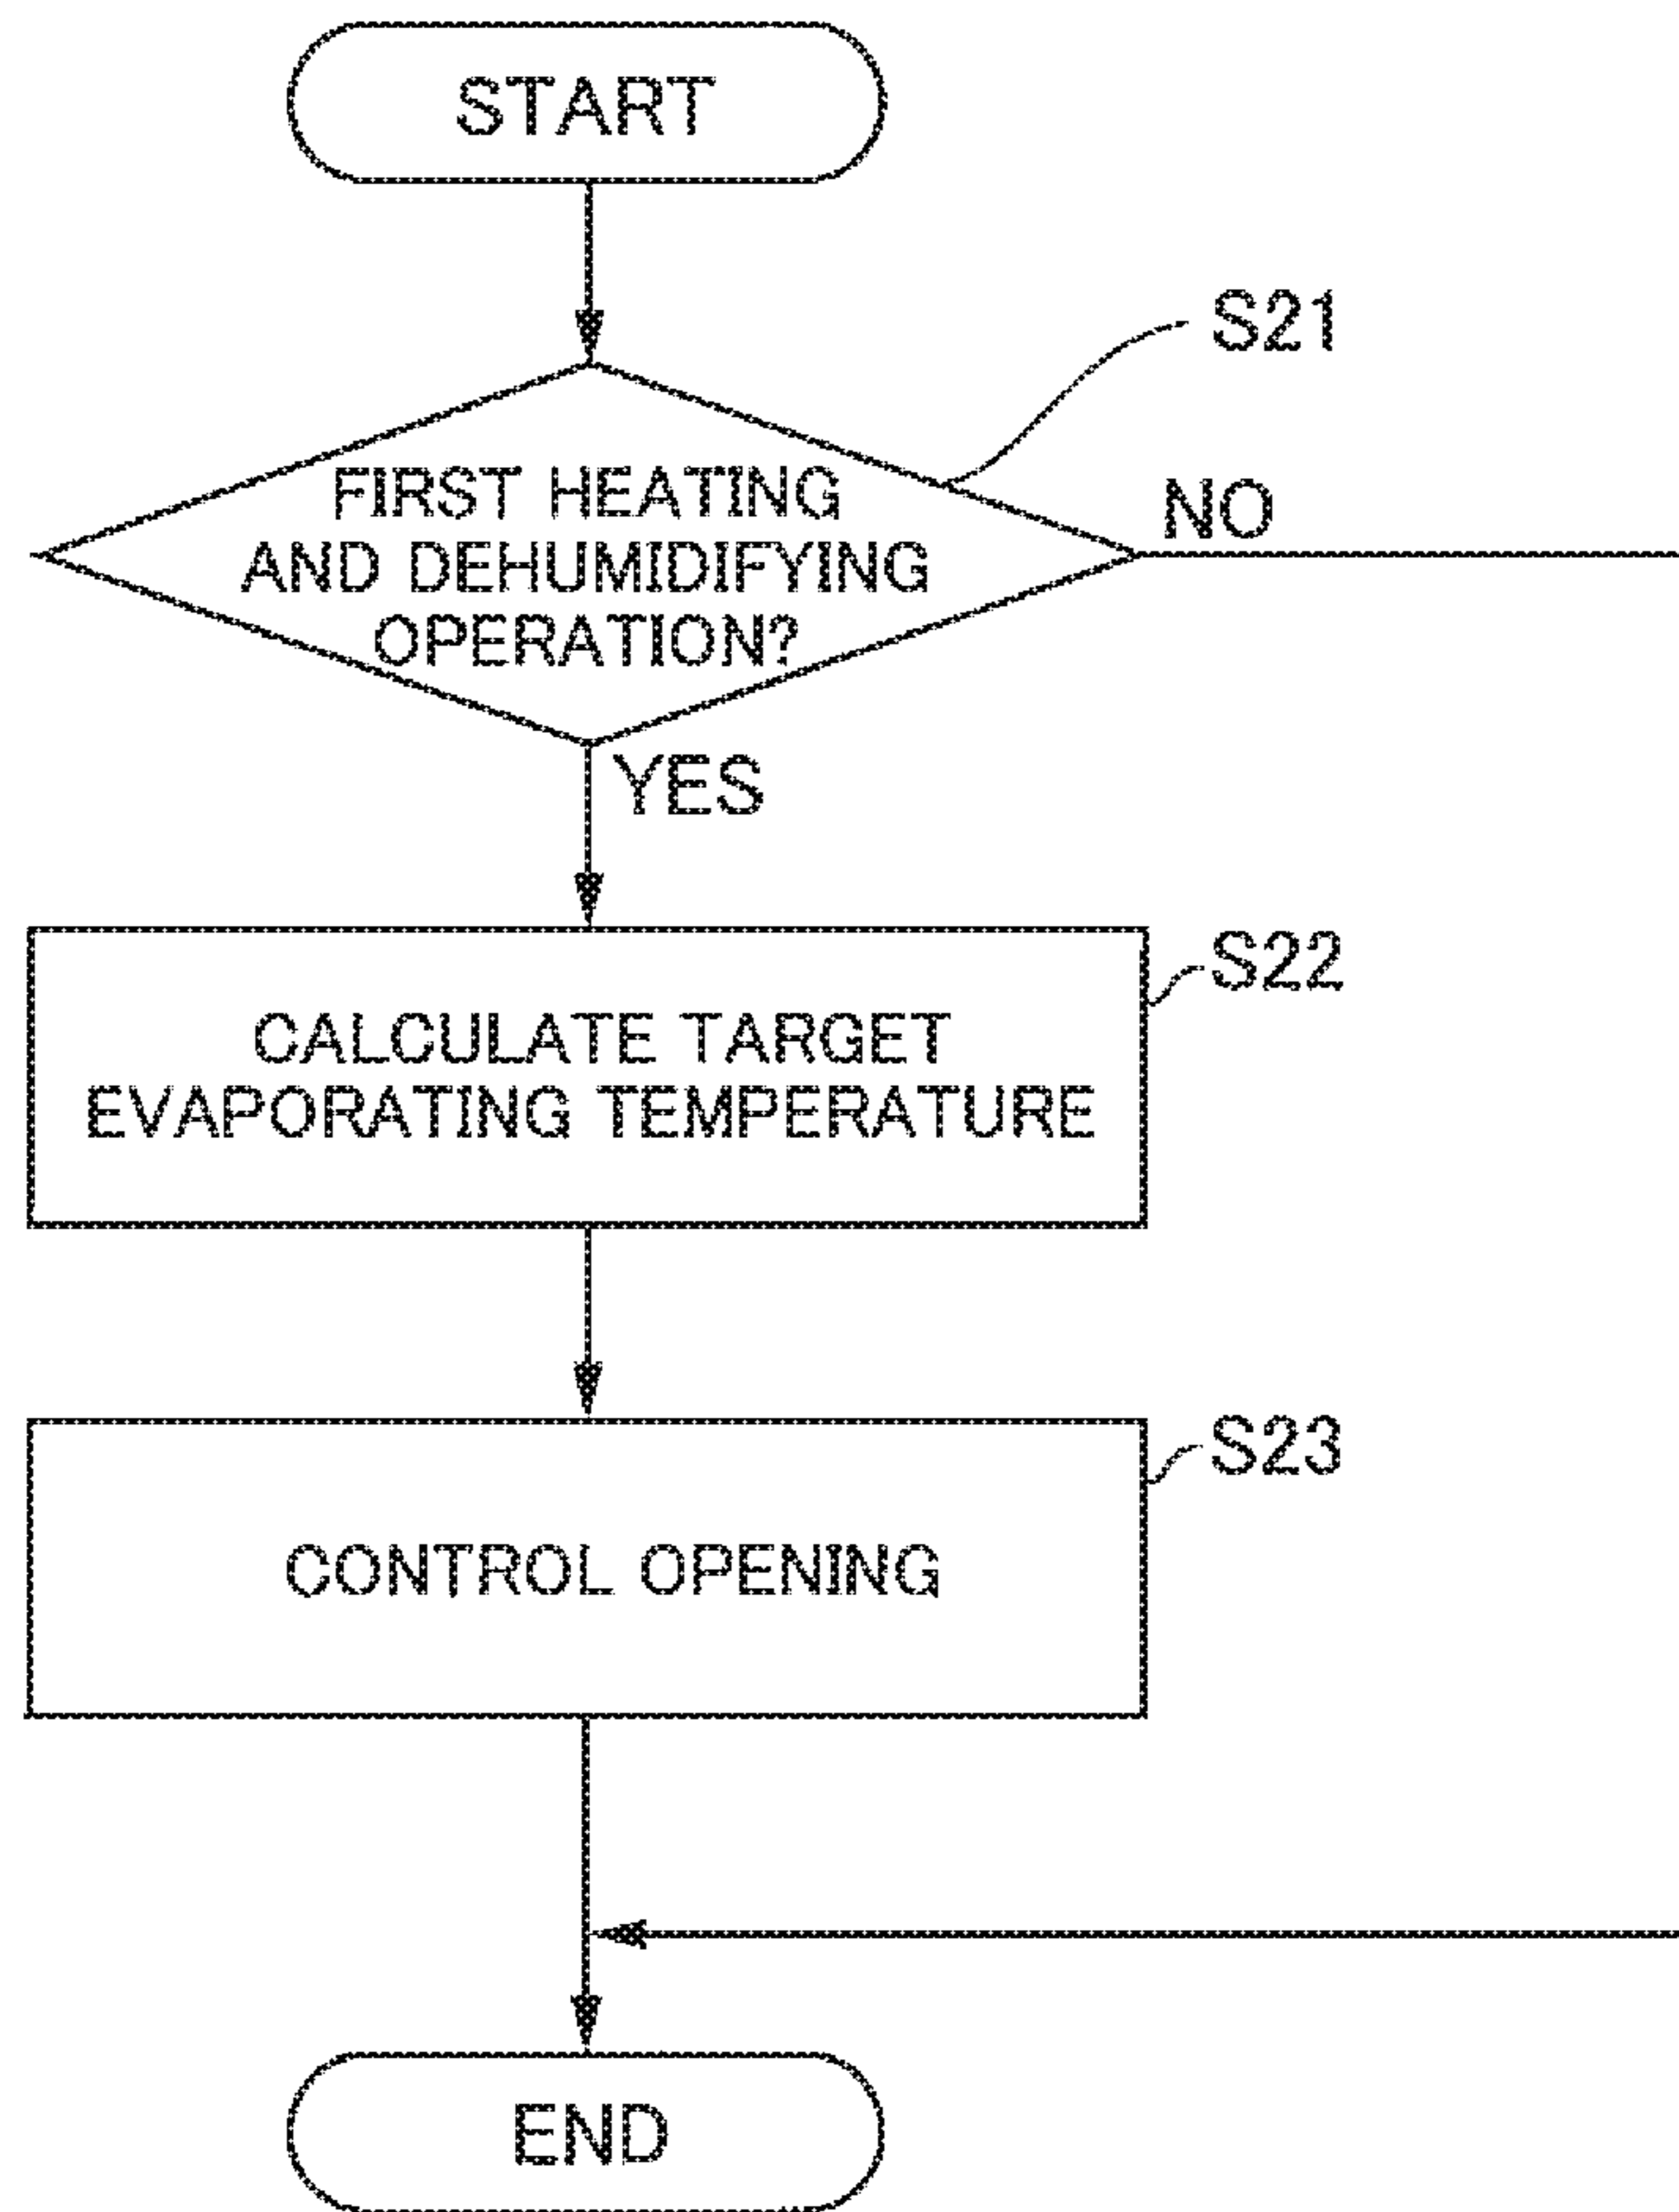 START
S21
FIRST HEATING
AND DEHUMIDIFYING
OPERATION?
NO
YES
S22
CALCULATE TARGET
EVAPORATING TEMPERATURE
S23
CONTROL OPENING
END